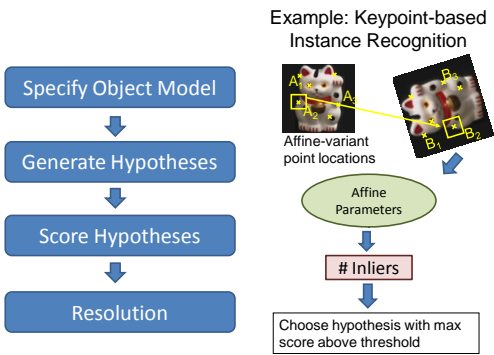 Example: Keypoint-based
Instance Recognition
Specify Object Model
Generate Hypotheses
Score Hypotheses
Resolution
A1
A2
A3
B3
B1
B2
Affine-variant
point locations
Affine
Parameters
# Inliers
Choose hypothesis with max
score above threshold